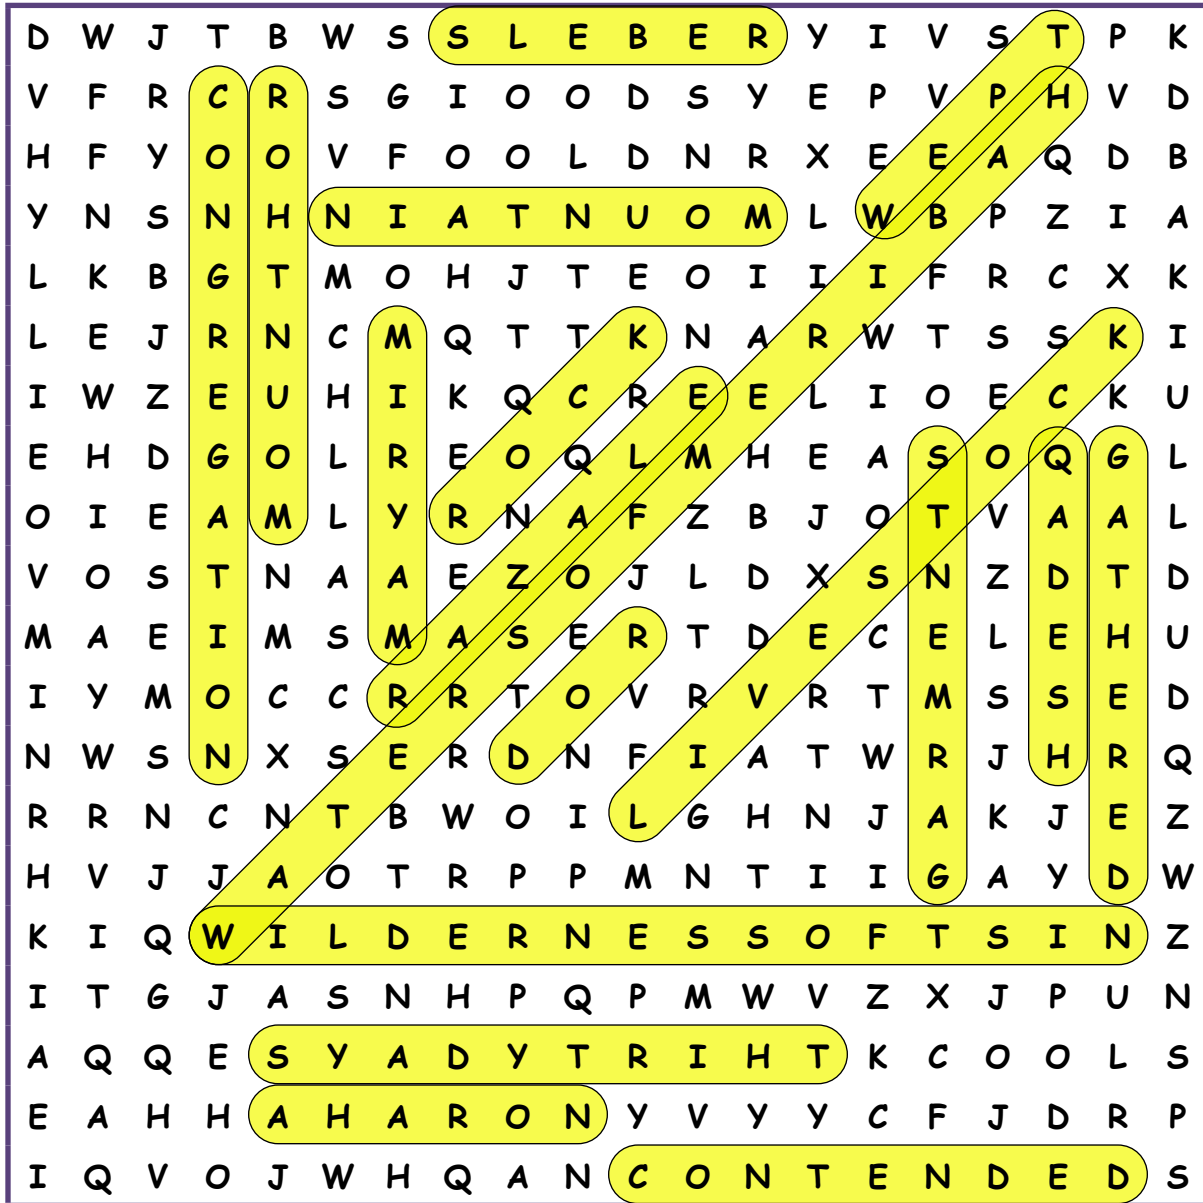 D W J T B W S S L E B E R Y I V S T P K
V F R C R S G I O O D S Y E P V P H V D
H F Y O O V F O O L D N R X E E A Q D B
Y N S N H N I A T N U O M L W B P Z I A
L K B G T M O H J T E O I I I F R C X K
L E J R N C M Q T T K N A R W T S S K I
I W Z E U H I K Q C R E E L I O E C K U
E H D G O L R E O Q L M H E A S O Q G L
O I E A M L Y R N A F Z B J O T V A A L
V O S T N A A E Z O J L D X S N Z D T D
M A E I M S M A S E R T D E C E L E H U
I Y M O C C R R T O V R V R T M S S E D
N W S N X S E R D N F I A T W R J H R Q
R R N C N T B W O I L G H N J A K J E Z
H V J J A O T R P P M N T I I G A Y D W
K I Q W I L D E R N E S S O F T S I N Z
I T G J A S N H P Q P M W V Z X J P U N
A Q Q E S Y A D Y T R I H T K C O O L S
E A H H A H A R O N Y V Y Y C F J D R P
I Q V O J W H Q A N C O N T E N D E D S